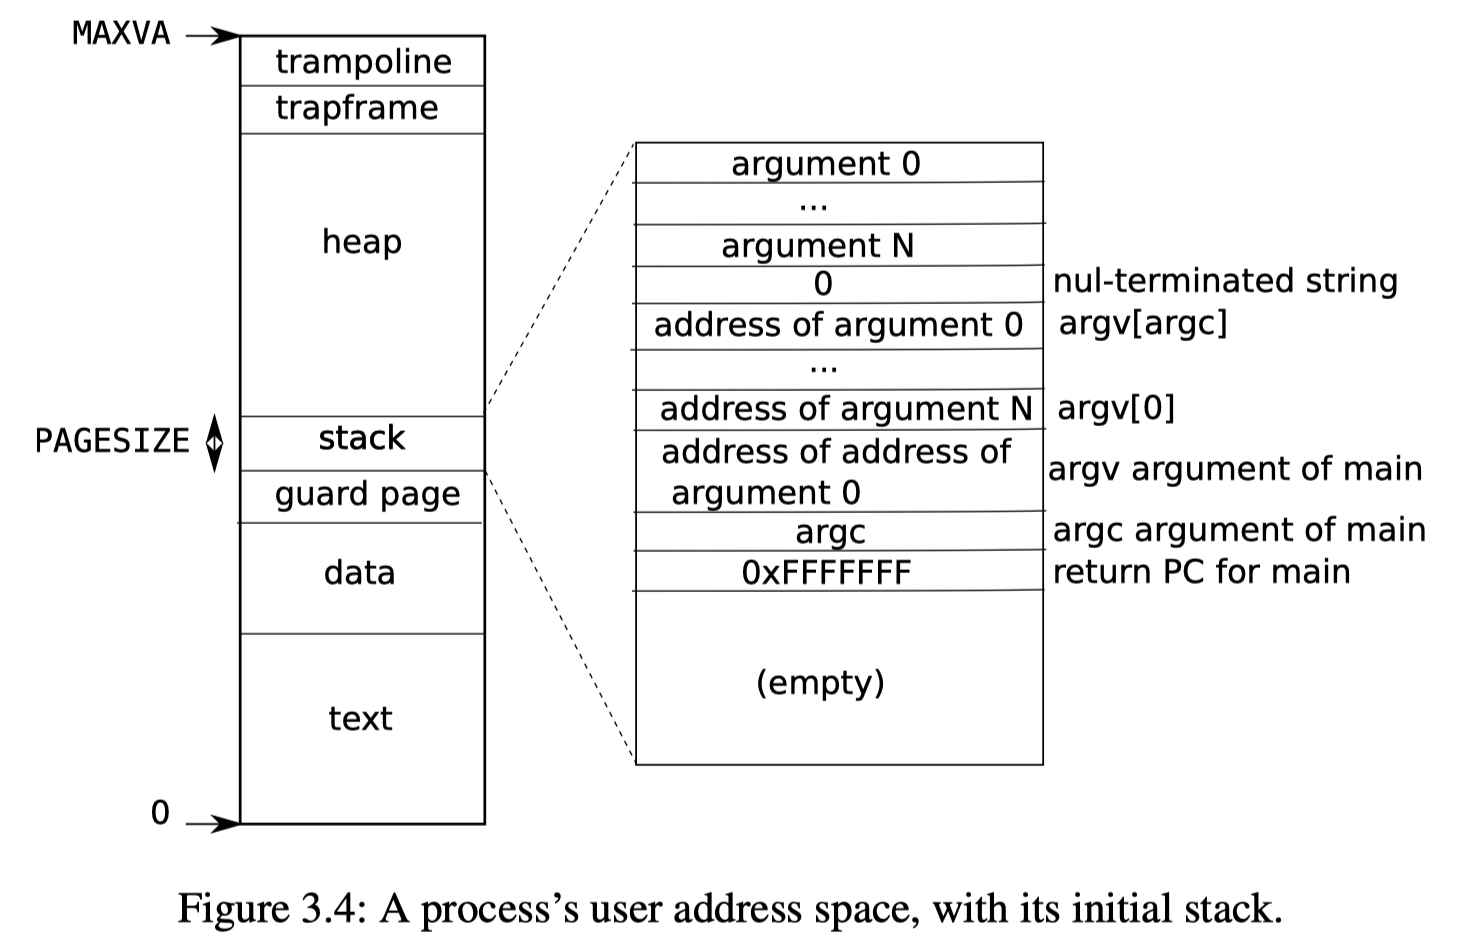 MAXVA
trampoline
trapframe
heap
PAGESIZE
stack
guard page
data
text
0
argument 0
...
argument N
0
nul-terminated string
address of argument 0
argv[argc]
...
address of argument N
argv[0]
address of address of
argument 0
argv argument of main
argc
argc argument of main
0xFFFFFFF
return PC for main
(empty)
Figure 3.4: A process’s user address space, with its initial stack.